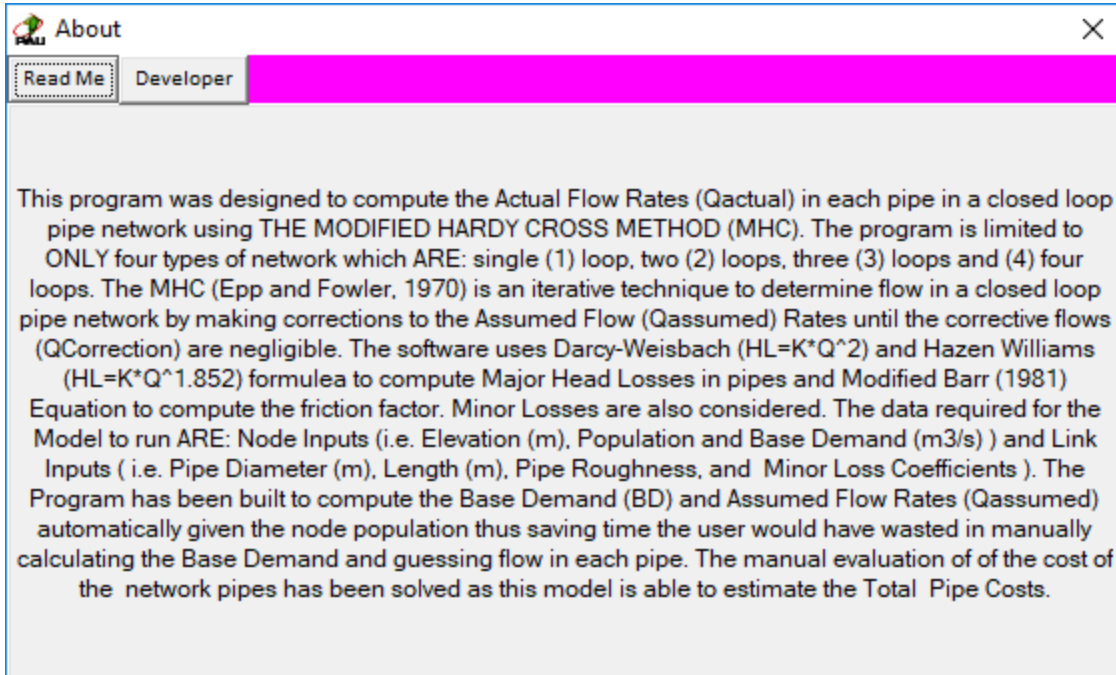 PAU
About
Read Me
Developer
This program was designed to compute the Actual Flow Rates (Qactual) in each pipe in a closed loop
pipe network using THE MODIFIED HARDY CROSS METHOD (MHC). The program is limited to
ONLY four types of network which ARE: single (1) loop, two (2) loops, three (3) loops and (4) four
loops. The MHC (Epp and Fowler, 1970) is an iterative technique to determine flow in a closed loop
pipe network by making corrections to the Assumed Flow (Qassumed) Rates until the corrective flows
(QCorrection) are negligible. The software uses Darcy-Weisbach (HL=K*Q^2) and Hazen Williams
(HL=K*Q^1.852) formulea to compute Major Head Losses in pipes and Modified Barr (1981)
Equation to compute the friction factor. Minor Losses are also considered. The data required for the
Model to run ARE: Node Inputs (i.e. Elevation (m), Population and Base Demand (m3/s) ) and Link
Inputs ( i.e. Pipe Diameter (m), Length (m), Pipe Roughness, and  Minor Loss Coefficients ). The
Program has been built to compute the Base Demand (BD) and Assumed Flow Rates (Qassumed)
automatically given the node population thus saving time the user would have wasted in manually
calculating the Base Demand and guessing flow in each pipe. The manual evaluation of of the cost of
the  network pipes has been solved as this model is able to estimate the Total  Pipe Costs.